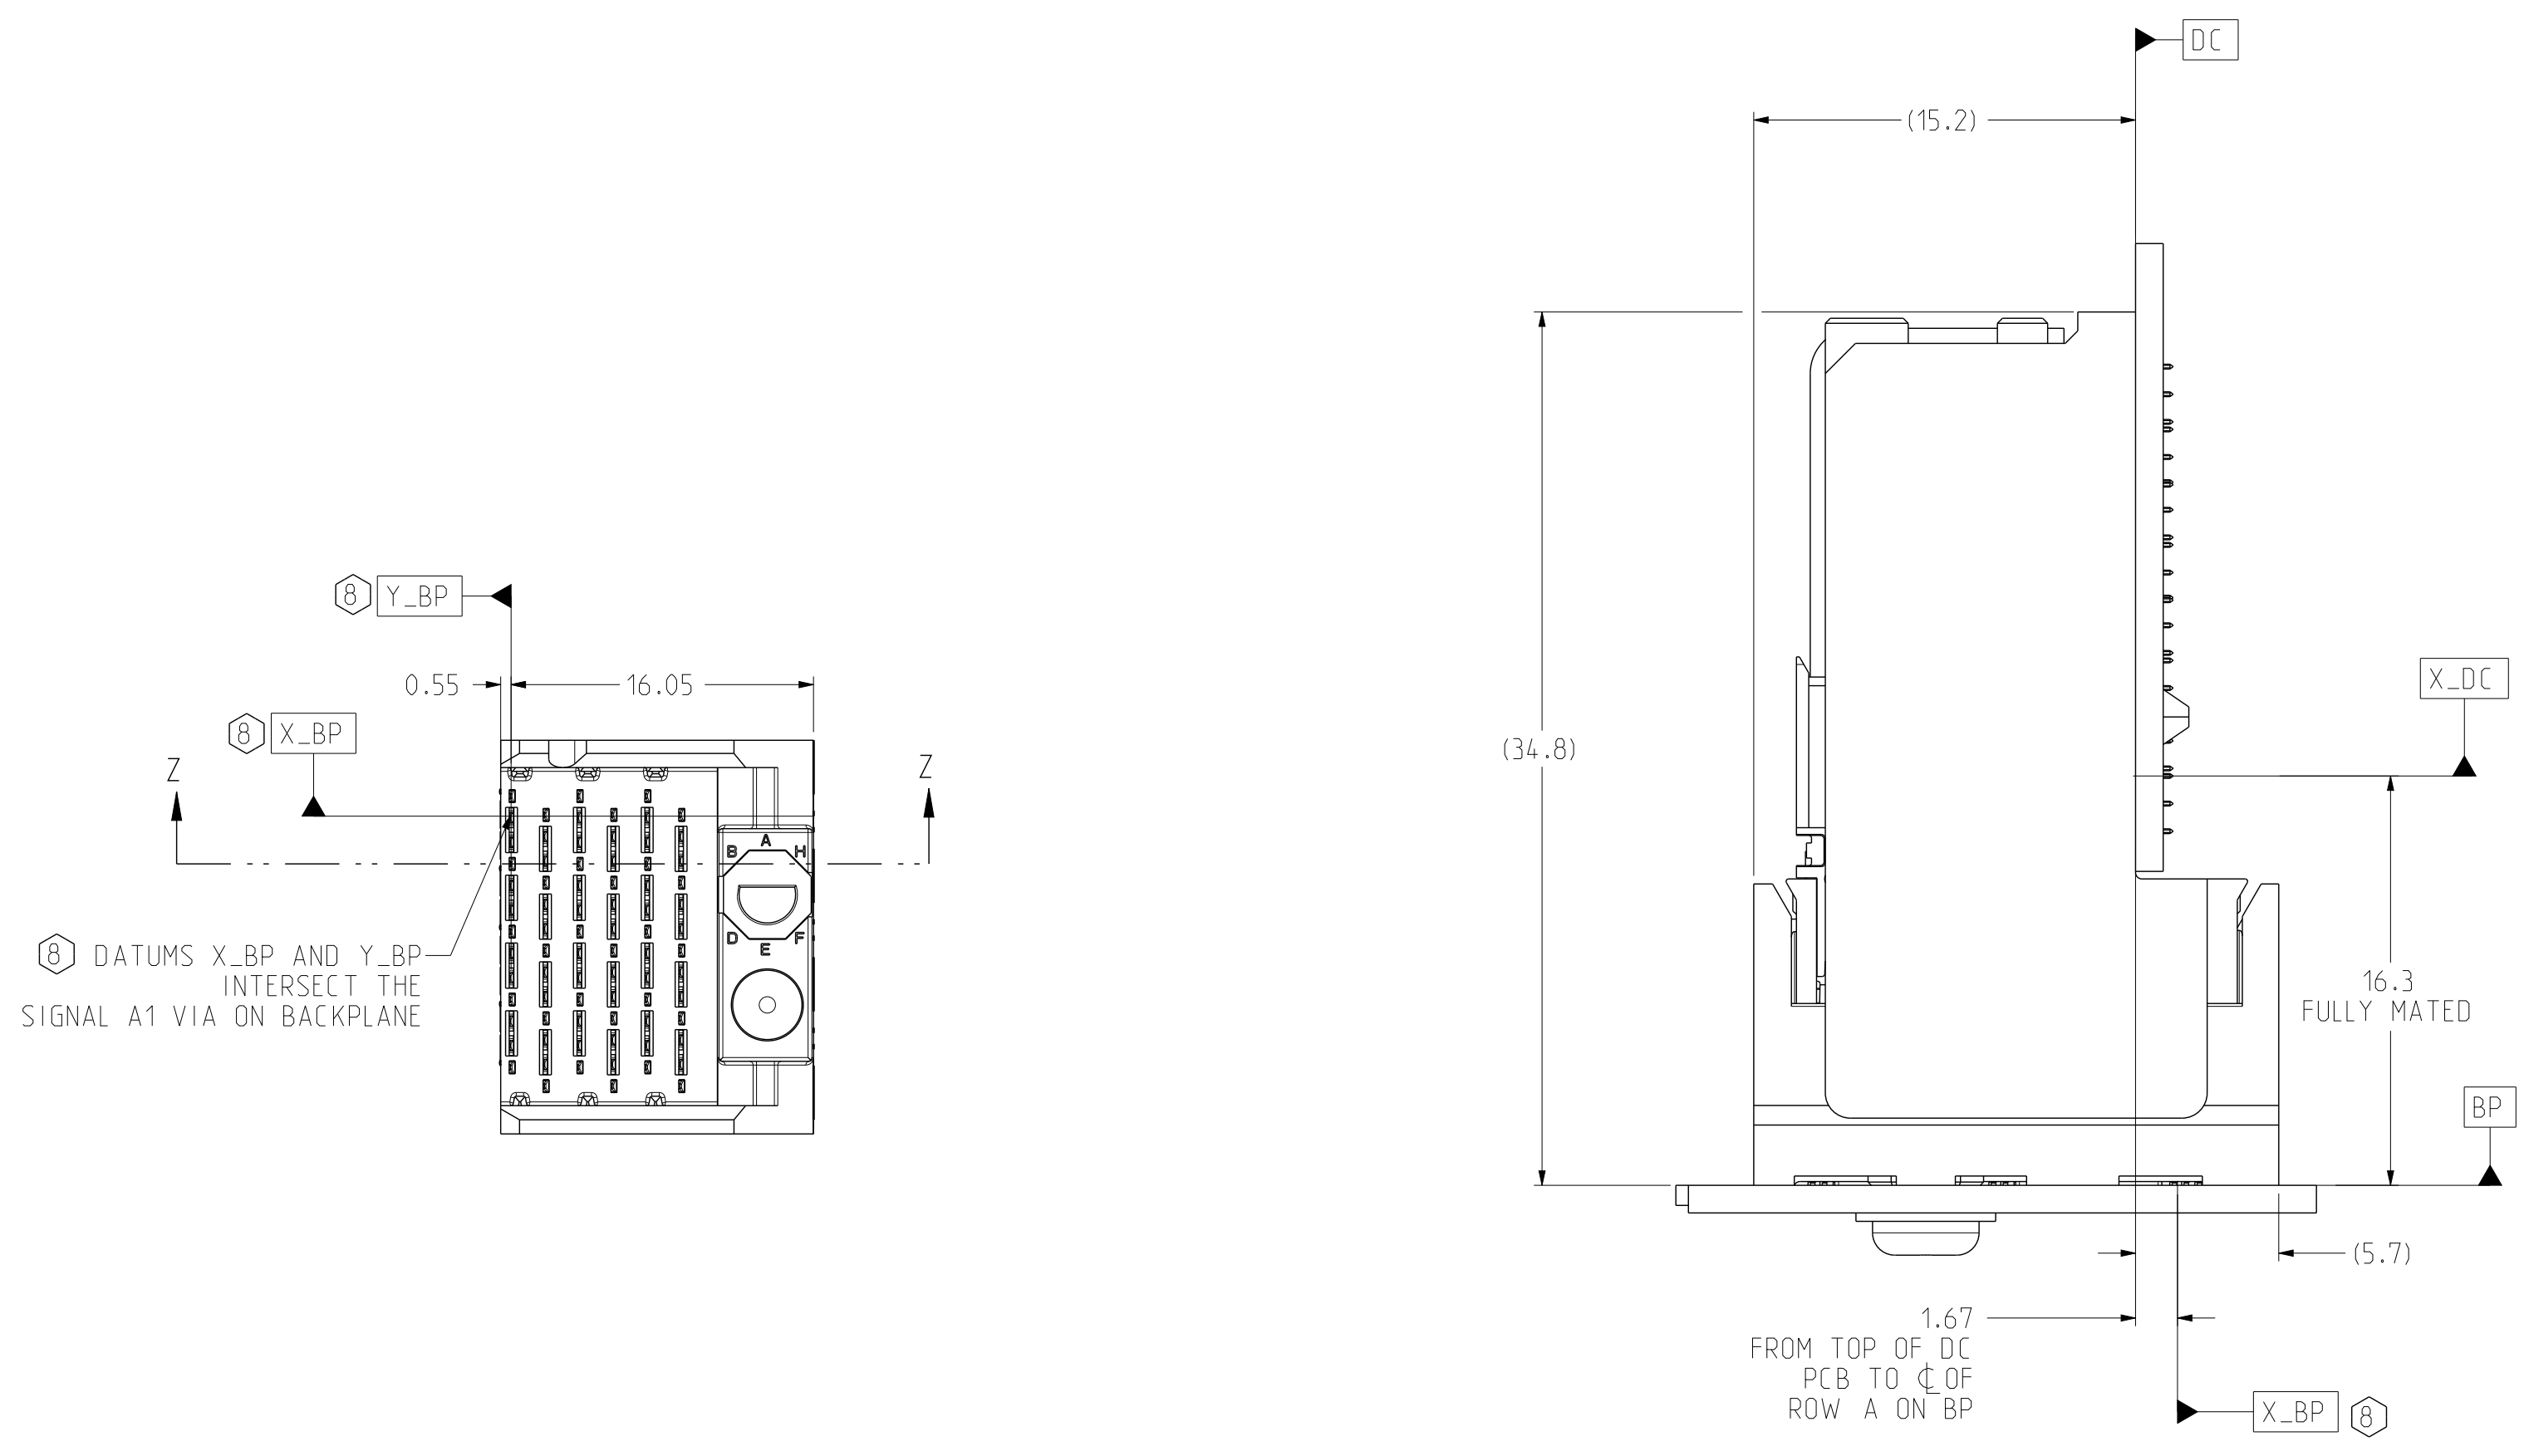 DC
(15.2)
8 Y_BP
0.55
16.05
X_DC
8 X_BP
(34.8)
Z
Z
A
B
H
D
F
E
8 DATUMS X_BP AND Y_BP
INTERSECT THE
SIGNAL A1 VIA ON BACKPLANE
16.3
FULLY MATED
BP
(5.7)
1.67
FROM TOP OF DC
PCB TO ℄ OF
ROW A ON BP
X_BP 8